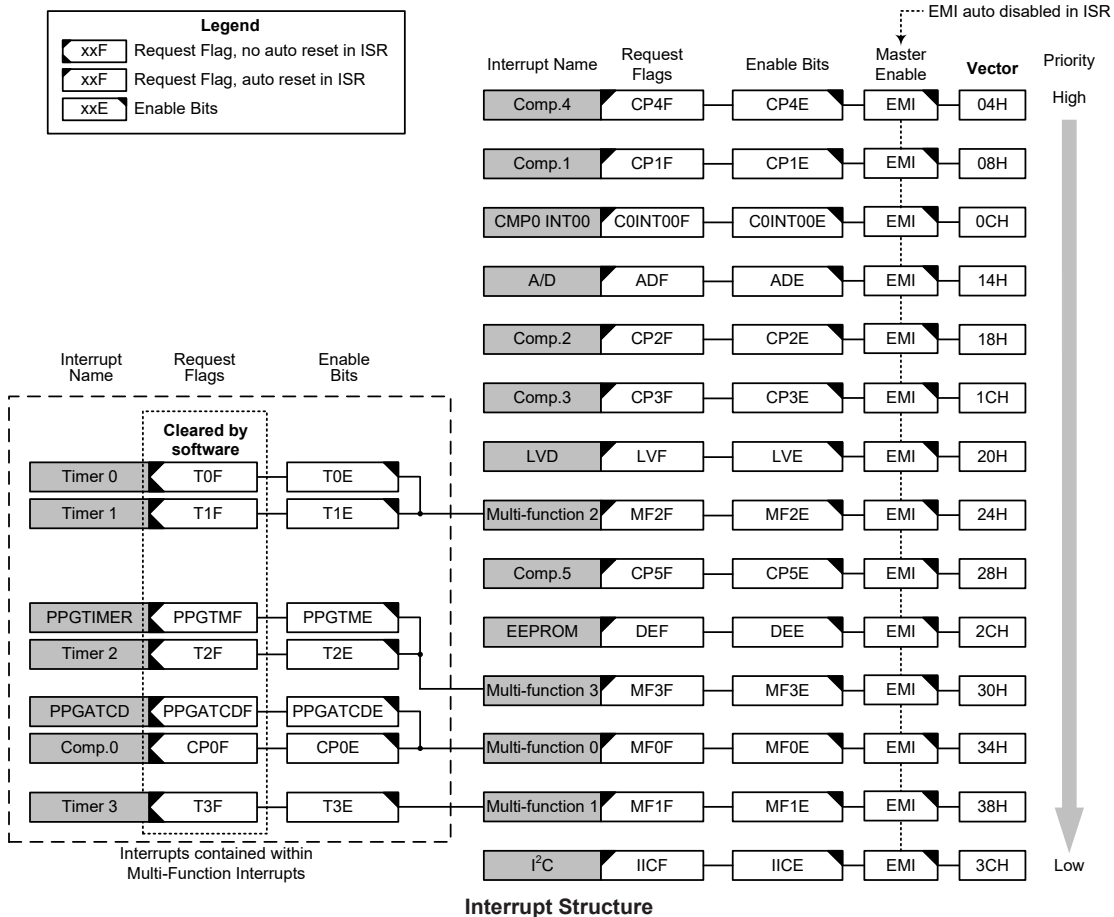 EMI auto disabled in ISR
Legend
xxF Request Flag, no auto reset in ISR
xxF Request Flag, auto reset in ISR
xxE Enable Bits
Interrupt Name Request Flags Enable Bits Master Enable Vector Priority
Comp.4 CP4F CP4E EMI 04H High
Comp.1 CP1F CP1E EMI 08H
CMP0 INT00 C0INT00F C0INT00E EMI 0CH
A/D ADF ADE EMI 14H
Comp.2 CP2F CP2E EMI 18H
Interrupt Name Request Flags Enable Bits
Comp.3 CP3F CP3E EMI 1CH
Cleared by software
LVD LVF LVE EMI 20H
Timer 0 T0F T0E
Timer 1 T1F T1E Multi-function 2 MF2F MF2E EMI 24H
Comp.5 CP5F CP5E EMI 28H
PPGTIMER PPGTMF PPGTME EEPROM DEF DEE EMI 2CH
Timer 2 T2F T2E
Multi-function 3 MF3F MF3E EMI 30H
PPGATCD PPGATCDF PPGATCDE
Comp.0 CP0F CP0E Multi-function 0 MF0F MF0E EMI 34H
Timer 3 T3F T3E Multi-function 1 MF1F MF1E EMI 38H
Interrupts contained within
Multi-Function Interrupts
I²C IICF IICE EMI 3CH Low
Interrupt Structure